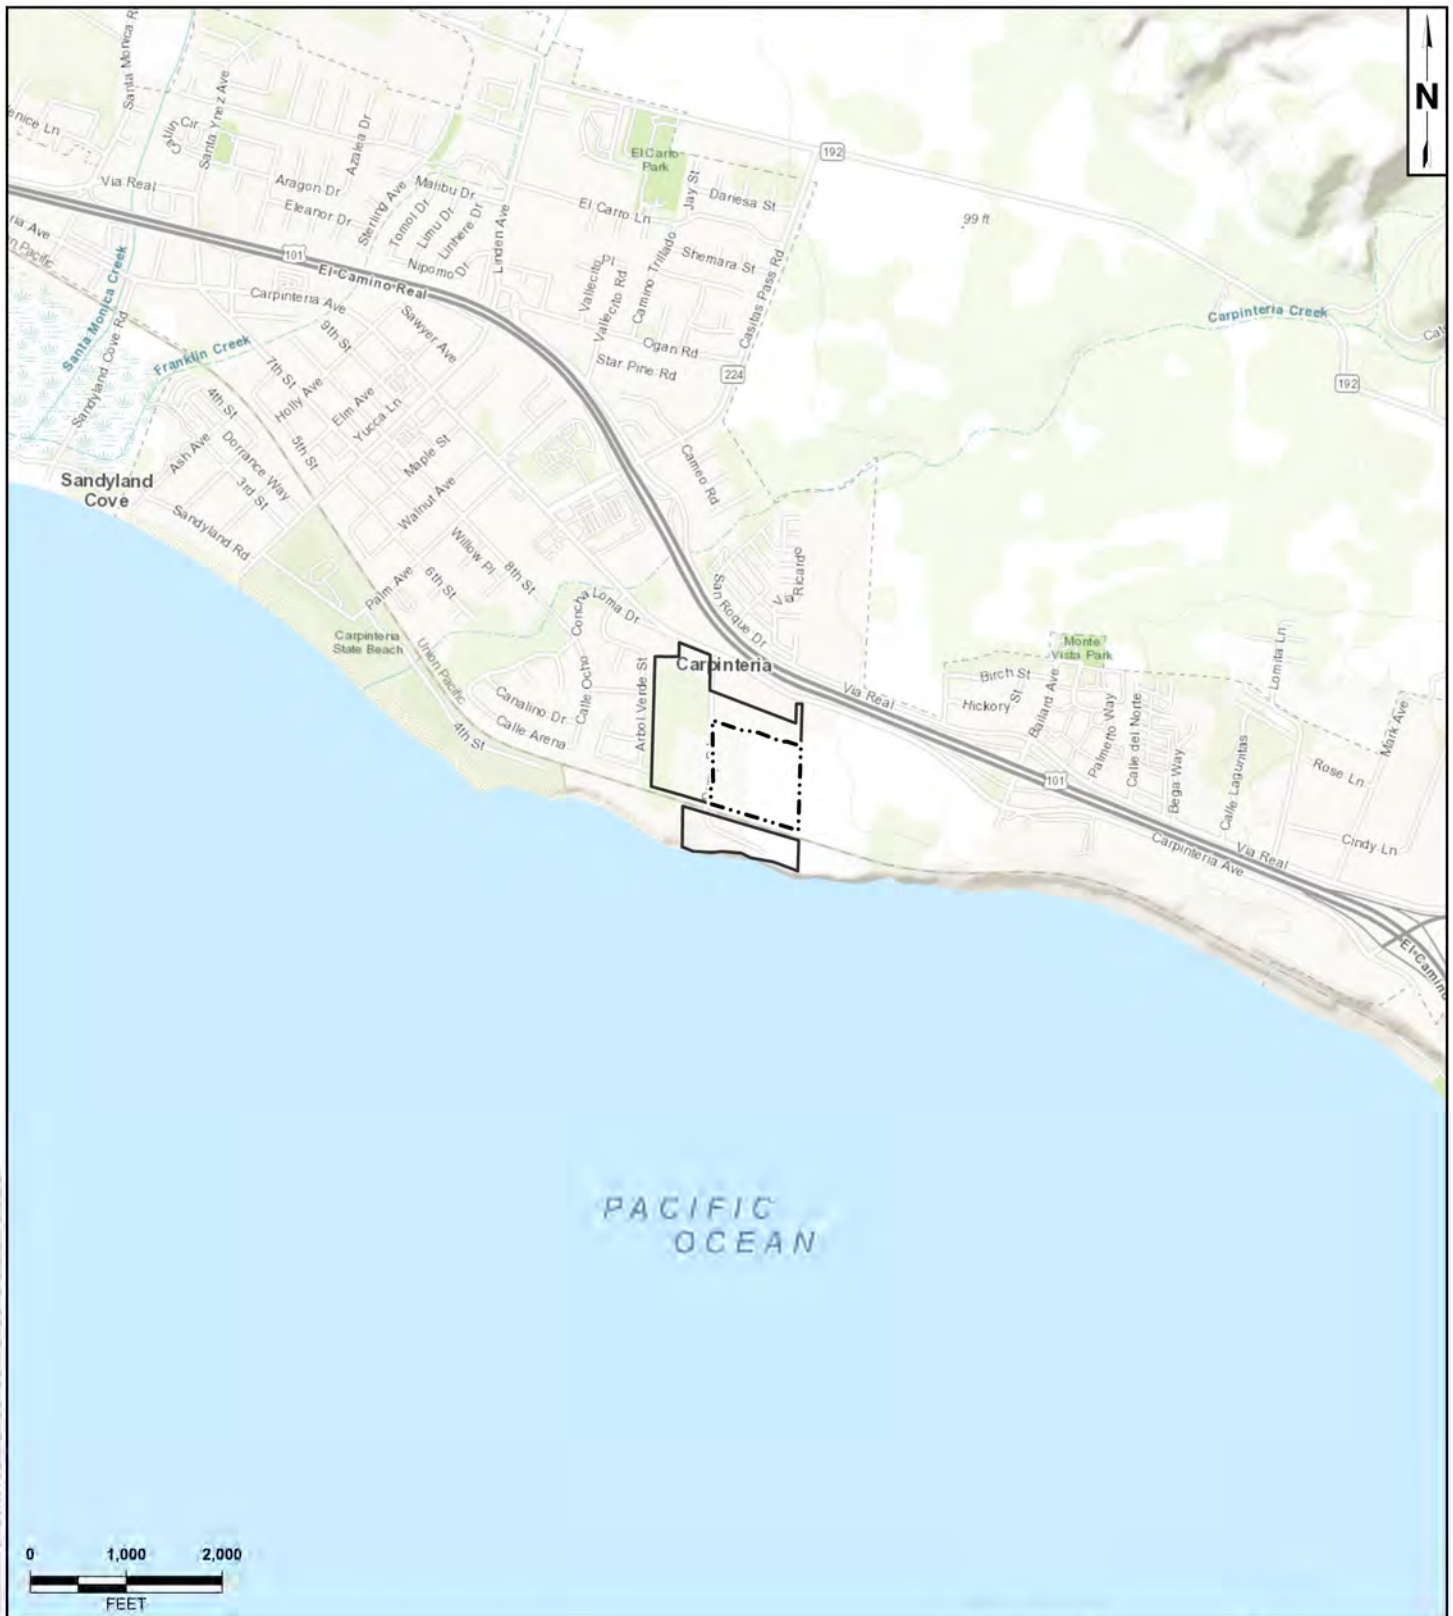 N
Santa Monica R
Santa Ynez Ave
enice Ln
Catlin Cir
Azalea Dr
El Carro
Park
192
Via Real
Aragon Dr
Malibu Dr
Jay St
Dariesa St
Eleanor Dr
Sterling Ave
Tomol Dr
Limu Dr
Linhere Dr
Linden Ave
El Carro Ln
99 ft
ria Ave
n Pacific
101
El Camino Real
Nipomo Dr
Vallecito Pl
Vallecito Rd
Camino Trillado
Shemara St
Casitas Pass Rd
Santa Monica Creek
Carpinteria Ave
Sawyer Ave
Carpinteria Creek
Cat
Sandyland Cove Rd
Franklin Creek
9th St
Ogan Rd
Star Pine Rd
224
192
7th St
Holly Ave
Elm Ave
Yucca Ln
4th St
Ash Ave
Dorrance Way
3rd St
5th St
Maple St
Walnut Ave
Cameo Rd
Sandyland
Cove
Sandyland Rd
Willow Pl
8th St
6th St
Palm Ave
San Roque Dr
Via Ricardo
Concha Loma Dr
Carpinteria
State Beach
Union Pacific
Calle Ocho
Arbol Verde St
Carpinteria
Monte
Vista Park
Lomita Ln
Birch St
Hickory St
Via Real
Bailard Ave
Canalino Dr
Calle Arena
4th St
Palmetto Way
Calle del Norte
Bega Way
Calle Lagunitas
Mark Ave
Rose Ln
101
Carpinteria Ave
Via Real
Cindy Ln
El Camino
PACIFIC
OCEAN
0 1,000 2,000
FEET